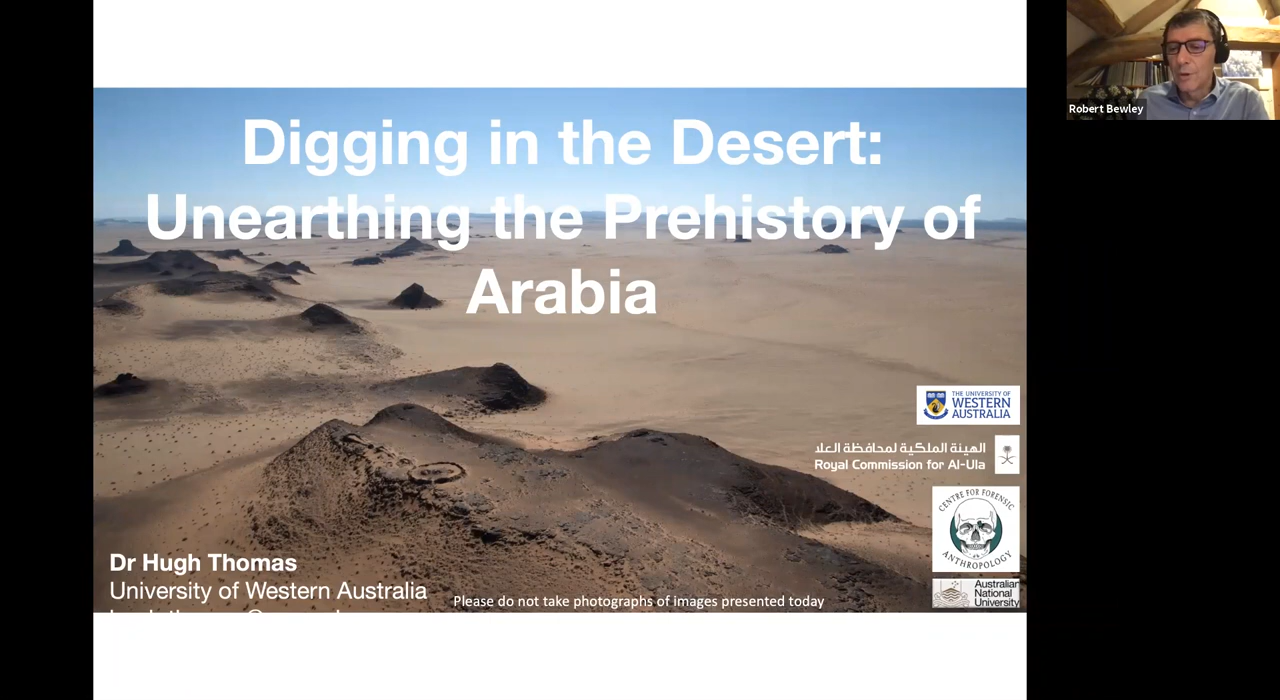 Digging in the Desert:
Unearthing the Prehistory of
Arabia
Robert Bewley
THE UNIVERSITY OF
WESTERN
AUSTRALIA
الهيئة الملكية لمحافظة العلا
Royal Commission for Al-Ula
CENTRE FOR FORENSIC
ANTHROPOLOGY
Dr Hugh Thomas
University of Western Australia
Please do not take photographs of images presented today
Australian
National
University